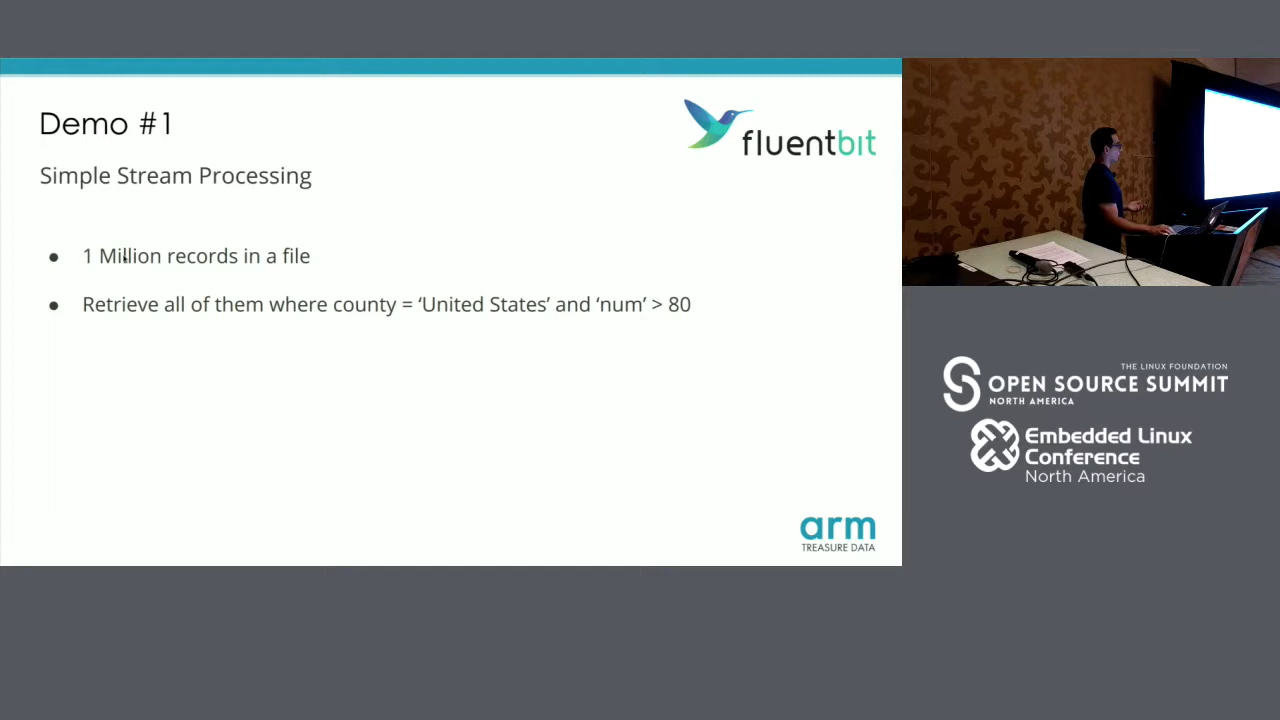 Demo #1
fluentbit
Simple Stream Processing
● 1 Million records in a file
● Retrieve all of them where county = ‘United States’ and ‘num’ > 80
arm
TREASURE DATA
THE LINUX FOUNDATION
OPEN SOURCE SUMMIT
NORTH AMERICA
Embedded Linux
Conference
North America